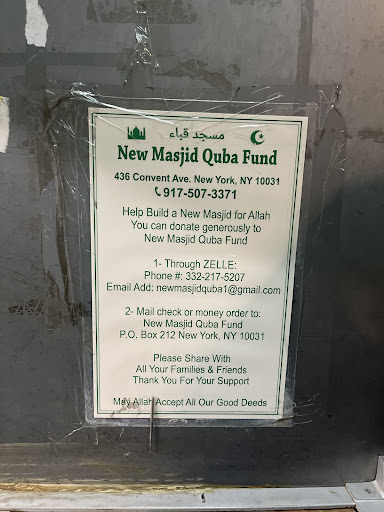 مسجد قباء
New Masjid Quba Fund
436 Convent Ave. New York, NY 10031
917-507-3371
Help Build a New Masjid for Allah
You can donate generously to
New Masjid Quba Fund
1- Through ZELLE:
Phone #: 332-217-5207
Email Add: newmasjidquba1@gmail.com
2- Mail check or money order to:
New Masjid Quba Fund
P.O. Box 212 New York, NY 10031
Please Share With
All Your Families & Friends
Thank You For Your Support
May Allah Accept All Our Good Deeds